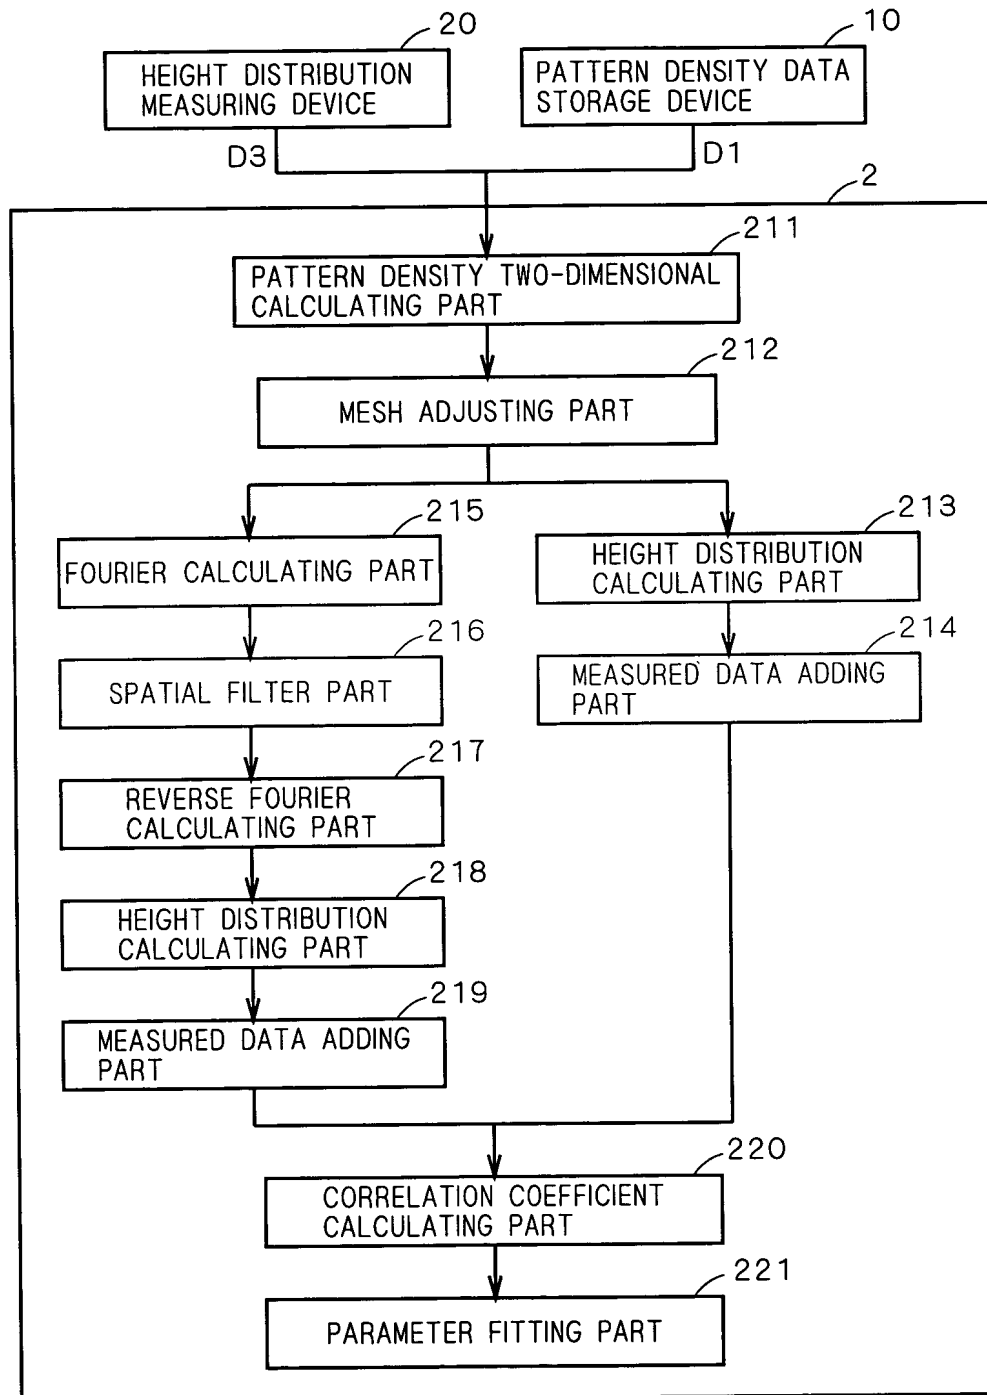 20
10
HEIGHT DISTRIBUTION
MEASURING DEVICE
PATTERN DENSITY DATA
STORAGE DEVICE
D3
D1
2
211
PATTERN DENSITY TWO-DIMENSIONAL
CALCULATING PART
212
MESH ADJUSTING PART
215
FOURIER CALCULATING PART
213
HEIGHT DISTRIBUTION
CALCULATING PART
216
SPATIAL FILTER PART
214
MEASURED DATA ADDING
PART
217
REVERSE FOURIER
CALCULATING PART
218
HEIGHT DISTRIBUTION
CALCULATING PART
219
MEASURED DATA ADDING
PART
220
CORRELATION COEFFICIENT
CALCULATING PART
221
PARAMETER FITTING PART